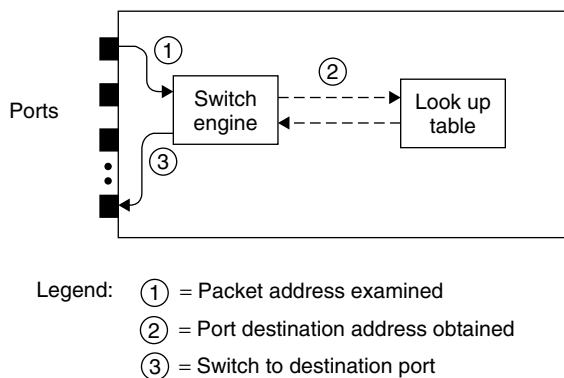 ①
②
Ports
Switch
engine
Look up
table
③
Legend:
① = Packet address examined
② = Port destination address obtained
③ = Switch to destination port